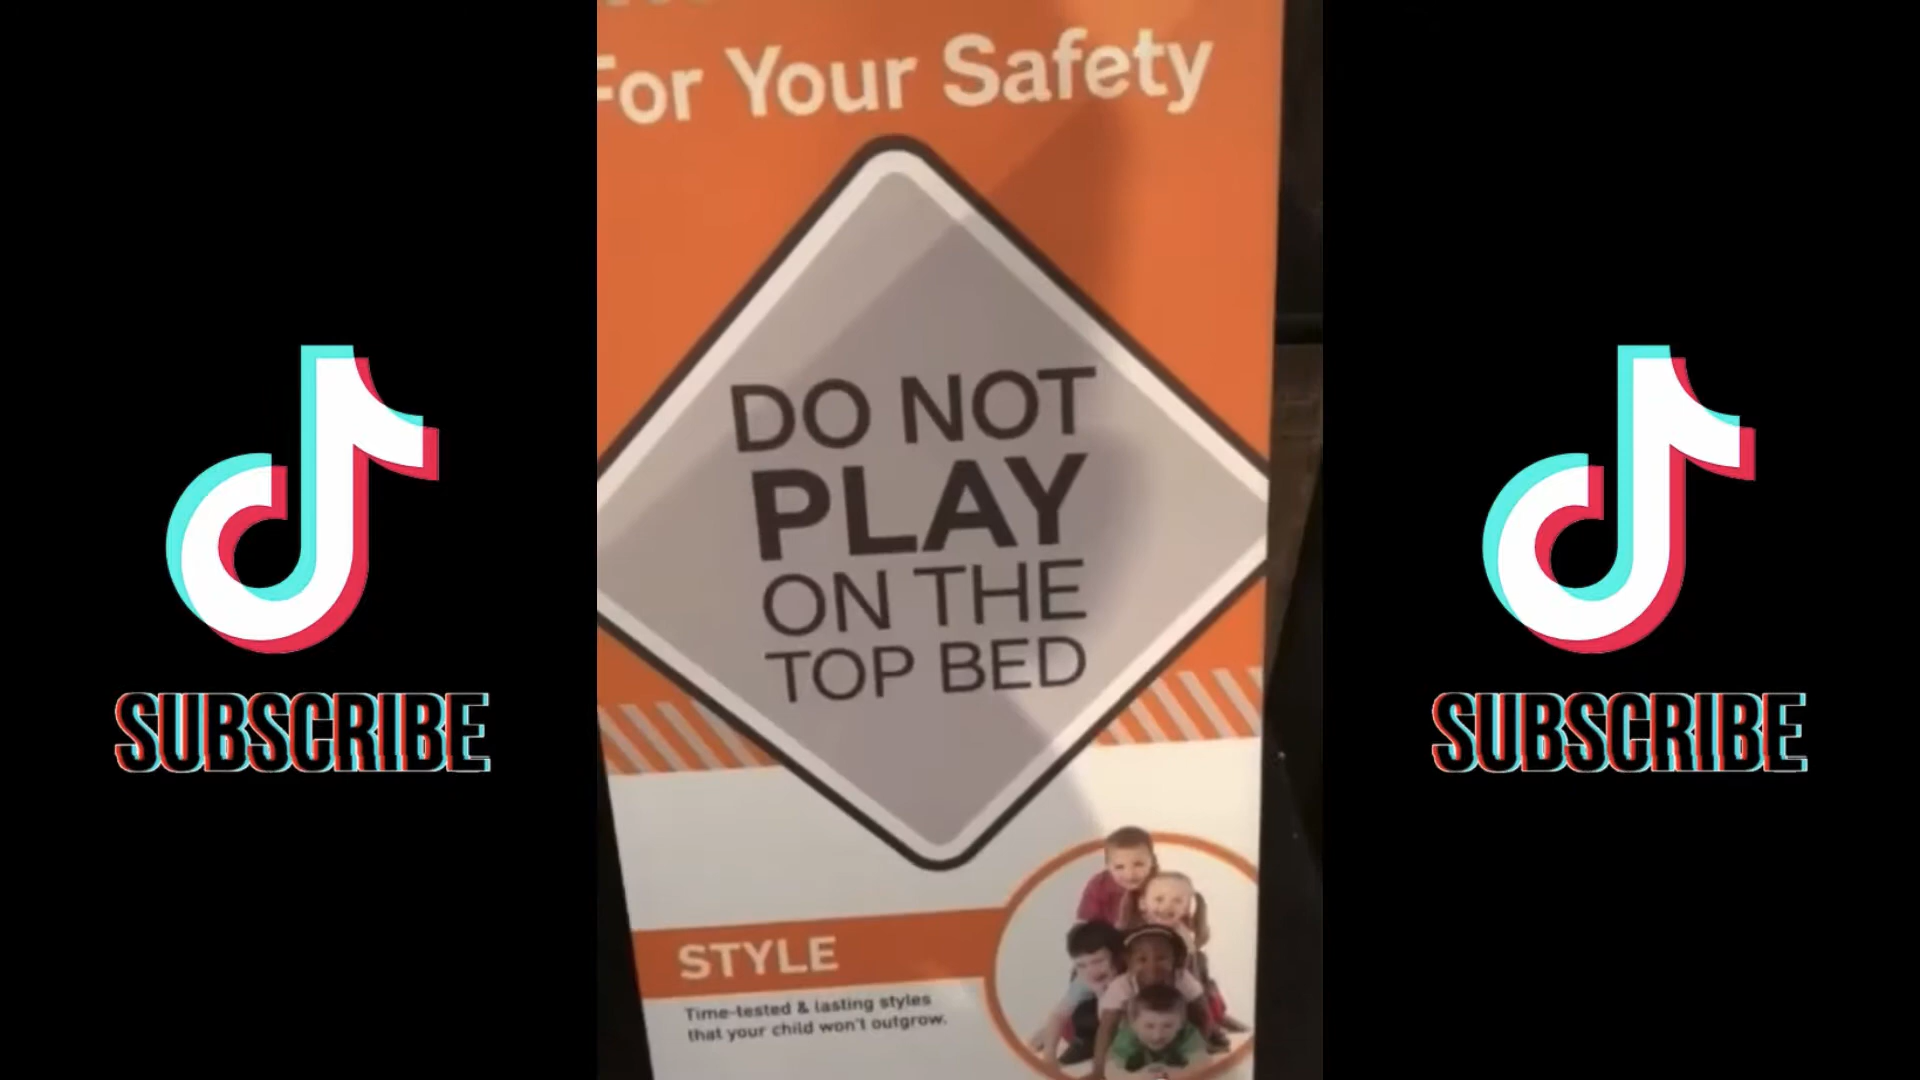 For Your Safety
DO NOT
PLAY
ON THE
TOP BED
STYLE
Time-tested & lasting styles
that your child won't outgrow.
SUBSCRIBE
SUBSCRIBE